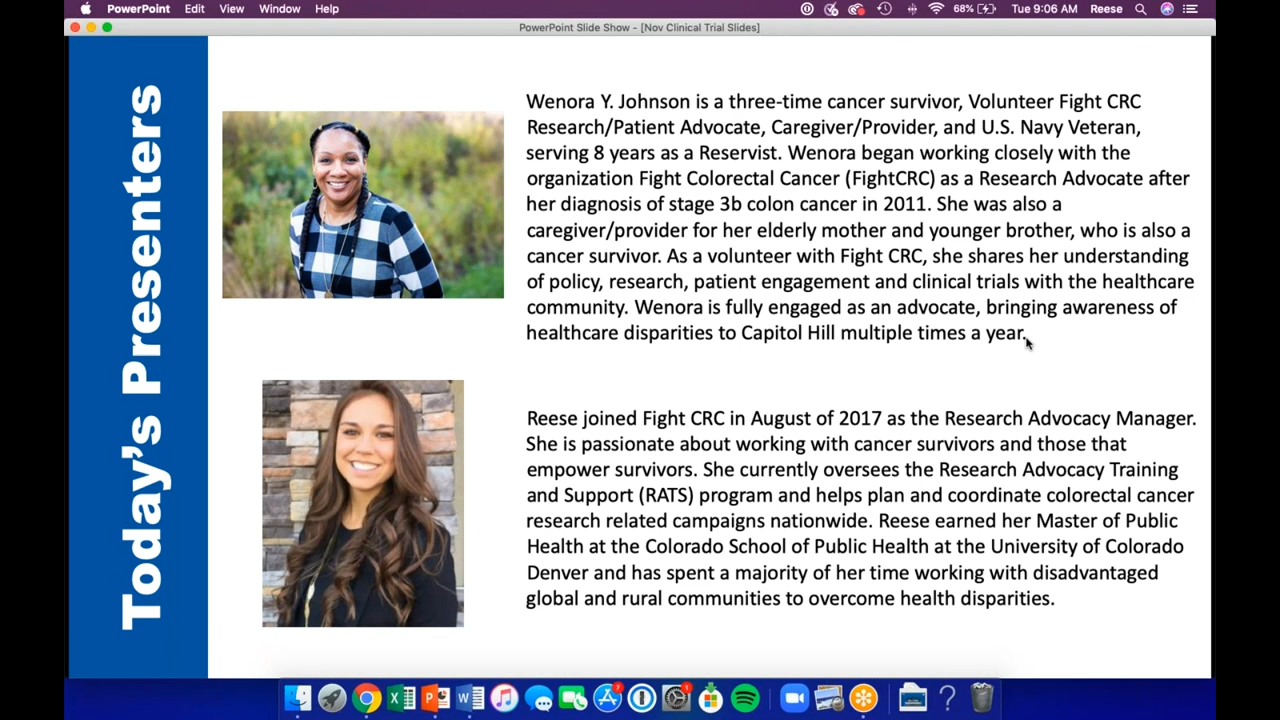 PowerPoint Edit View Window Help 68% Tue 9:06 AM Reese
PowerPoint Slide Show - [Nov Clinical Trial Slides]
Today's Presenters
Wenora Y. Johnson is a three-time cancer survivor, Volunteer Fight CRC
Research/Patient Advocate, Caregiver/Provider, and U.S. Navy Veteran,
serving 8 years as a Reservist. Wenora began working closely with the
organization Fight Colorectal Cancer (FightCRC) as a Research Advocate after
her diagnosis of stage 3b colon cancer in 2011. She was also a
caregiver/provider for her elderly mother and younger brother, who is also a
cancer survivor. As a volunteer with Fight CRC, she shares her understanding
of policy, research, patient engagement and clinical trials with the healthcare
community. Wenora is fully engaged as an advocate, bringing awareness of
healthcare disparities to Capitol Hill multiple times a year.
Reese joined Fight CRC in August of 2017 as the Research Advocacy Manager.
She is passionate about working with cancer survivors and those that
empower survivors. She currently oversees the Research Advocacy Training
and Support (RATS) program and helps plan and coordinate colorectal cancer
research related campaigns nationwide. Reese earned her Master of Public
Health at the Colorado School of Public Health at the University of Colorado
Denver and has spent a majority of her time working with disadvantaged
global and rural communities to overcome health disparities.